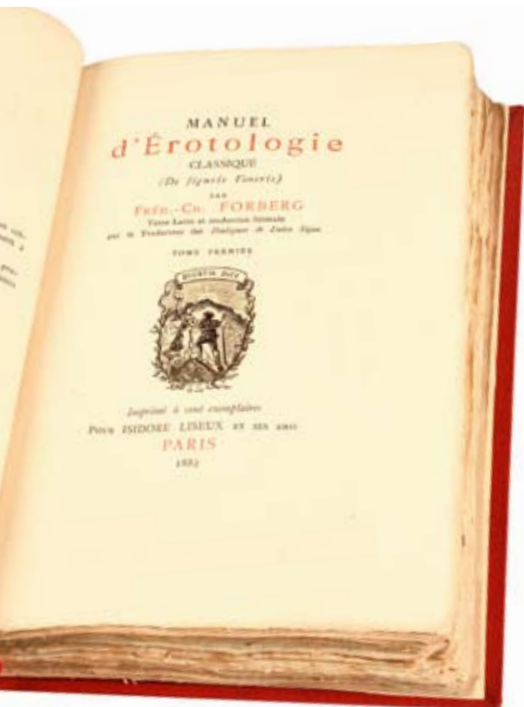 MANUEL
d'Érotologie
CLASSIQUE
(De figuris Veneris)
PAR
FRÉD.-CH. FORBERG
Texte Latin et traduction littérale
par le Traducteur des Dialogues de Luisa Sigea
TOME PREMIER
Imprimé à cent exemplaires
POUR ISIDORE LISEUX ET SES AMIS
PARIS
1882